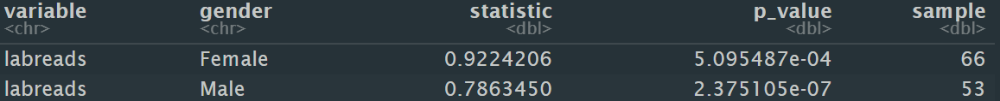 variable gender statistic p_value sample
<chr> <chr> <dbl> <dbl> <dbl>
labreads Female 0.9224206 5.095487e-04 66
labreads Male 0.7863450 2.375105e-07 53